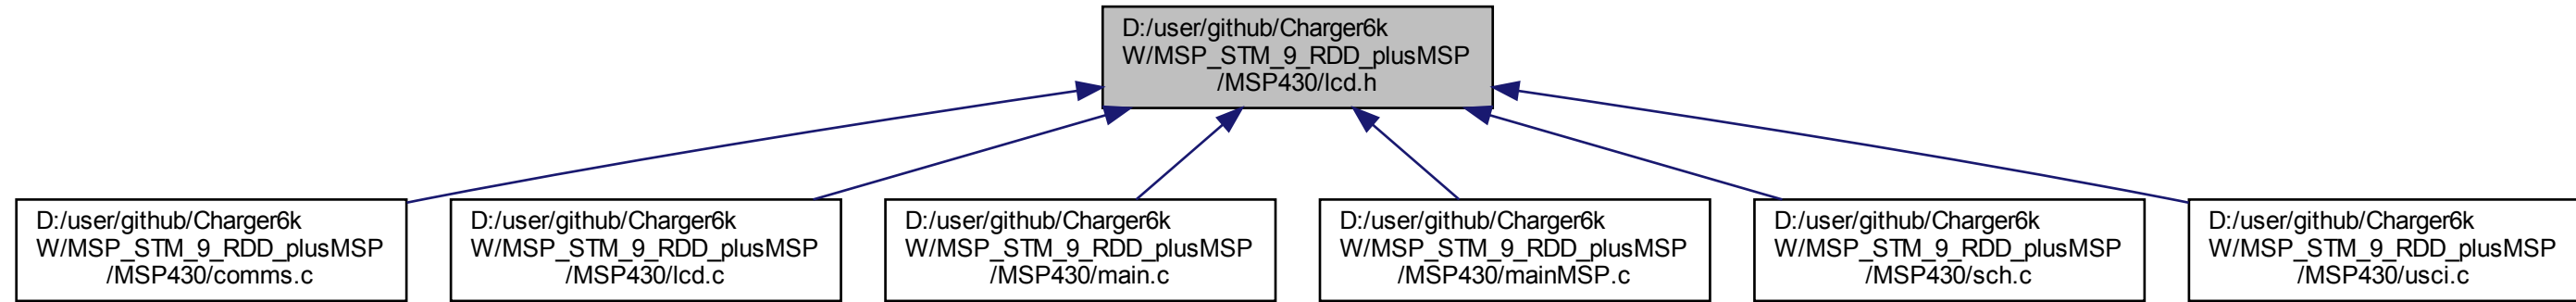 D:/user/github/Charger6k
W/MSP_STM_9_RDD_plusMSP
/MSP430/lcd.h
D:/user/github/Charger6k
W/MSP_STM_9_RDD_plusMSP
/MSP430/comms.c
D:/user/github/Charger6k
W/MSP_STM_9_RDD_plusMSP
/MSP430/lcd.c
D:/user/github/Charger6k
W/MSP_STM_9_RDD_plusMSP
/MSP430/main.c
D:/user/github/Charger6k
W/MSP_STM_9_RDD_plusMSP
/MSP430/mainMSP.c
D:/user/github/Charger6k
W/MSP_STM_9_RDD_plusMSP
/MSP430/sch.c
D:/user/github/Charger6k
W/MSP_STM_9_RDD_plusMSP
/MSP430/usci.c